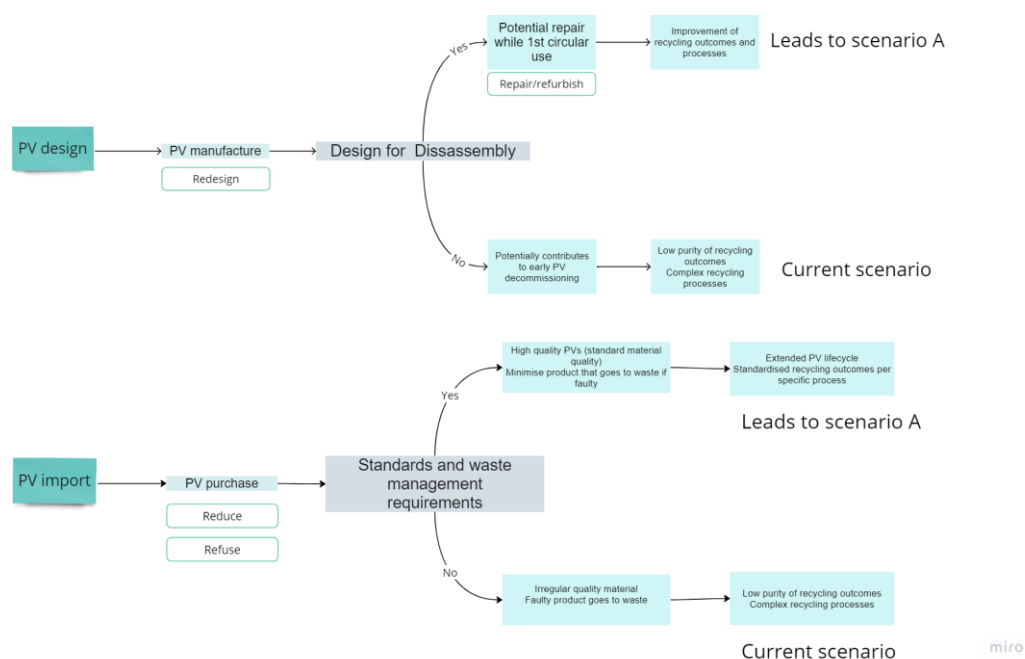 Potential repair
while 1st circular
use
Yes
Improvement of
recycling outcomes and
processes
Leads to scenario A
Repair/refurbish
PV design
PV manufacture
Design for Dissassembly
Redesign
No
Potentially contributes
to early PV
decommissioning
Low purity of recycling
outcomes
Complex recycling
processes
Current scenario
High quality PVs (standard material
quality)
Minimise product that goes to waste if
faulty
Extended PV lifecycle
Standardised recycling outcomes per
specific process
Yes
Leads to scenario A
PV import
PV purchase
Standards and waste
management
requirements
Reduce
Refuse
No
Irregular quality material
Faulty product goes to waste
Low purity of recycling outcomes
Complex recycling processes
Current scenario
miro